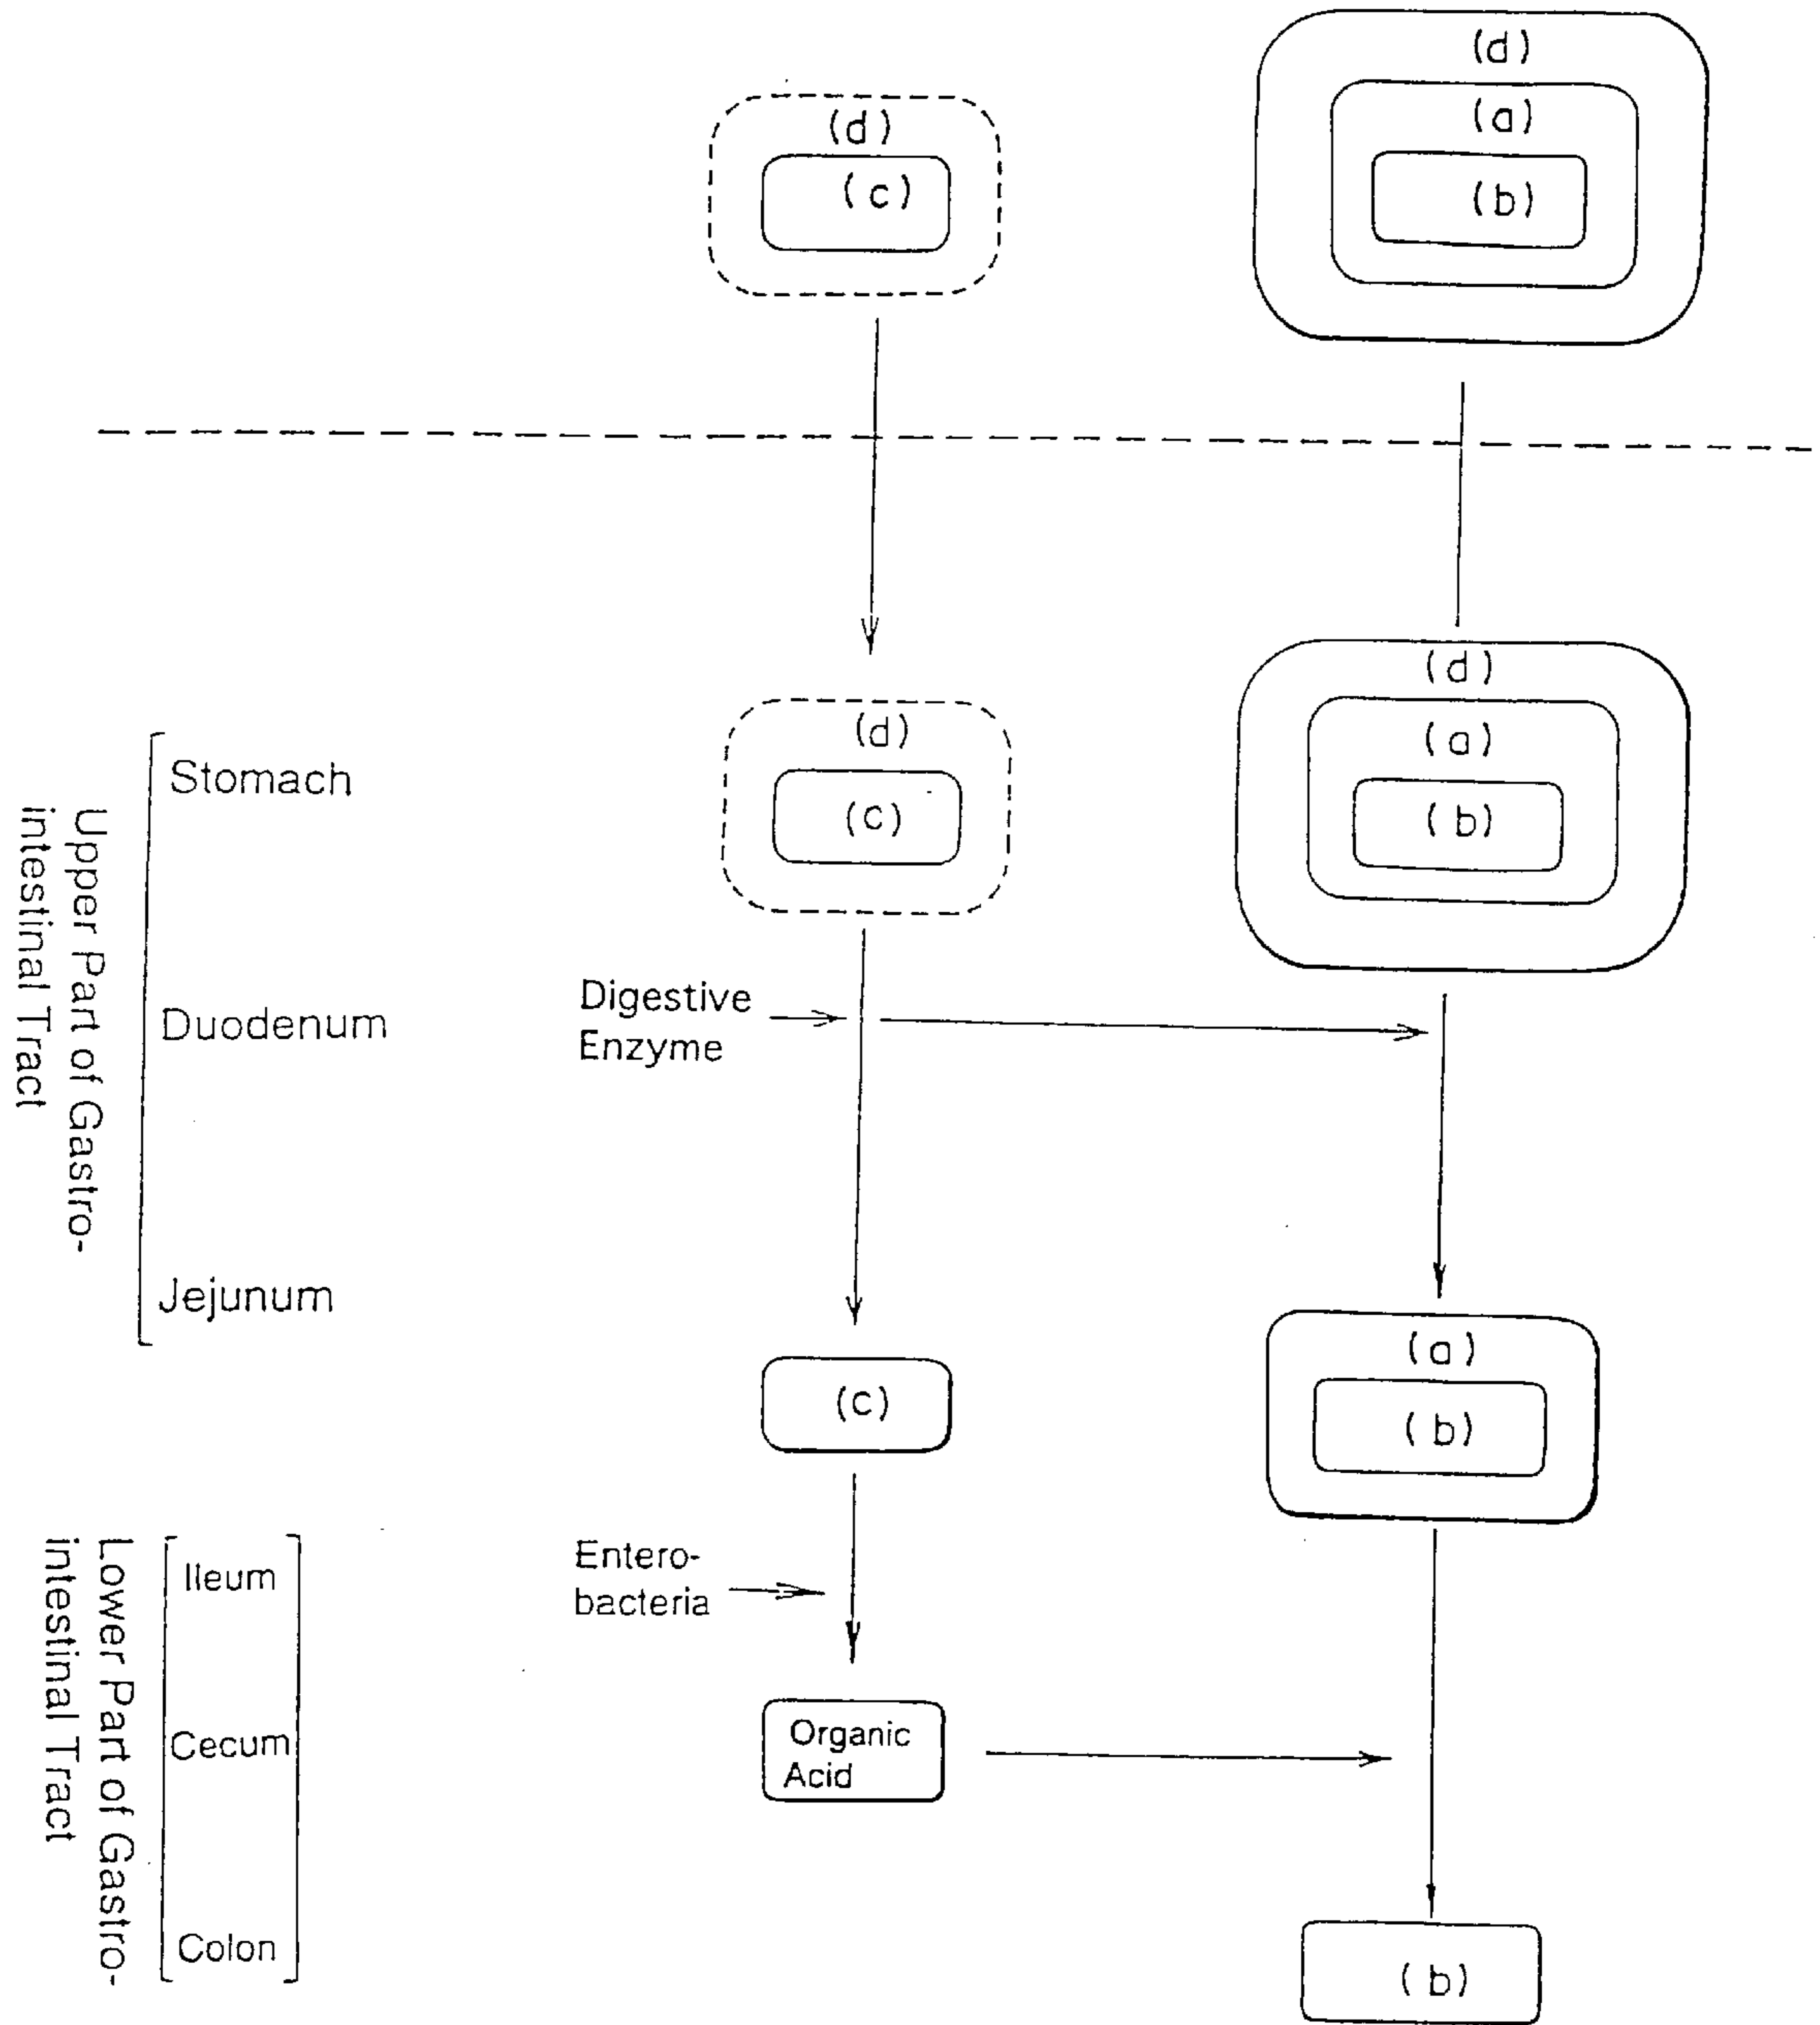 (d)
(a)
(b)
(d)
(c)
(d)
(a)
(b)
(d)
(c)
Upper Part of Gastro-
intestinal Tract
Stomach
Duodenum
Jejunum
Digestive
Enzyme
(a)
(b)
(c)
Lower Part of Gastro-
intestinal Tract
Ileum
Cecum
Colon
Entero-
bacteria
Organic
Acid
(b)